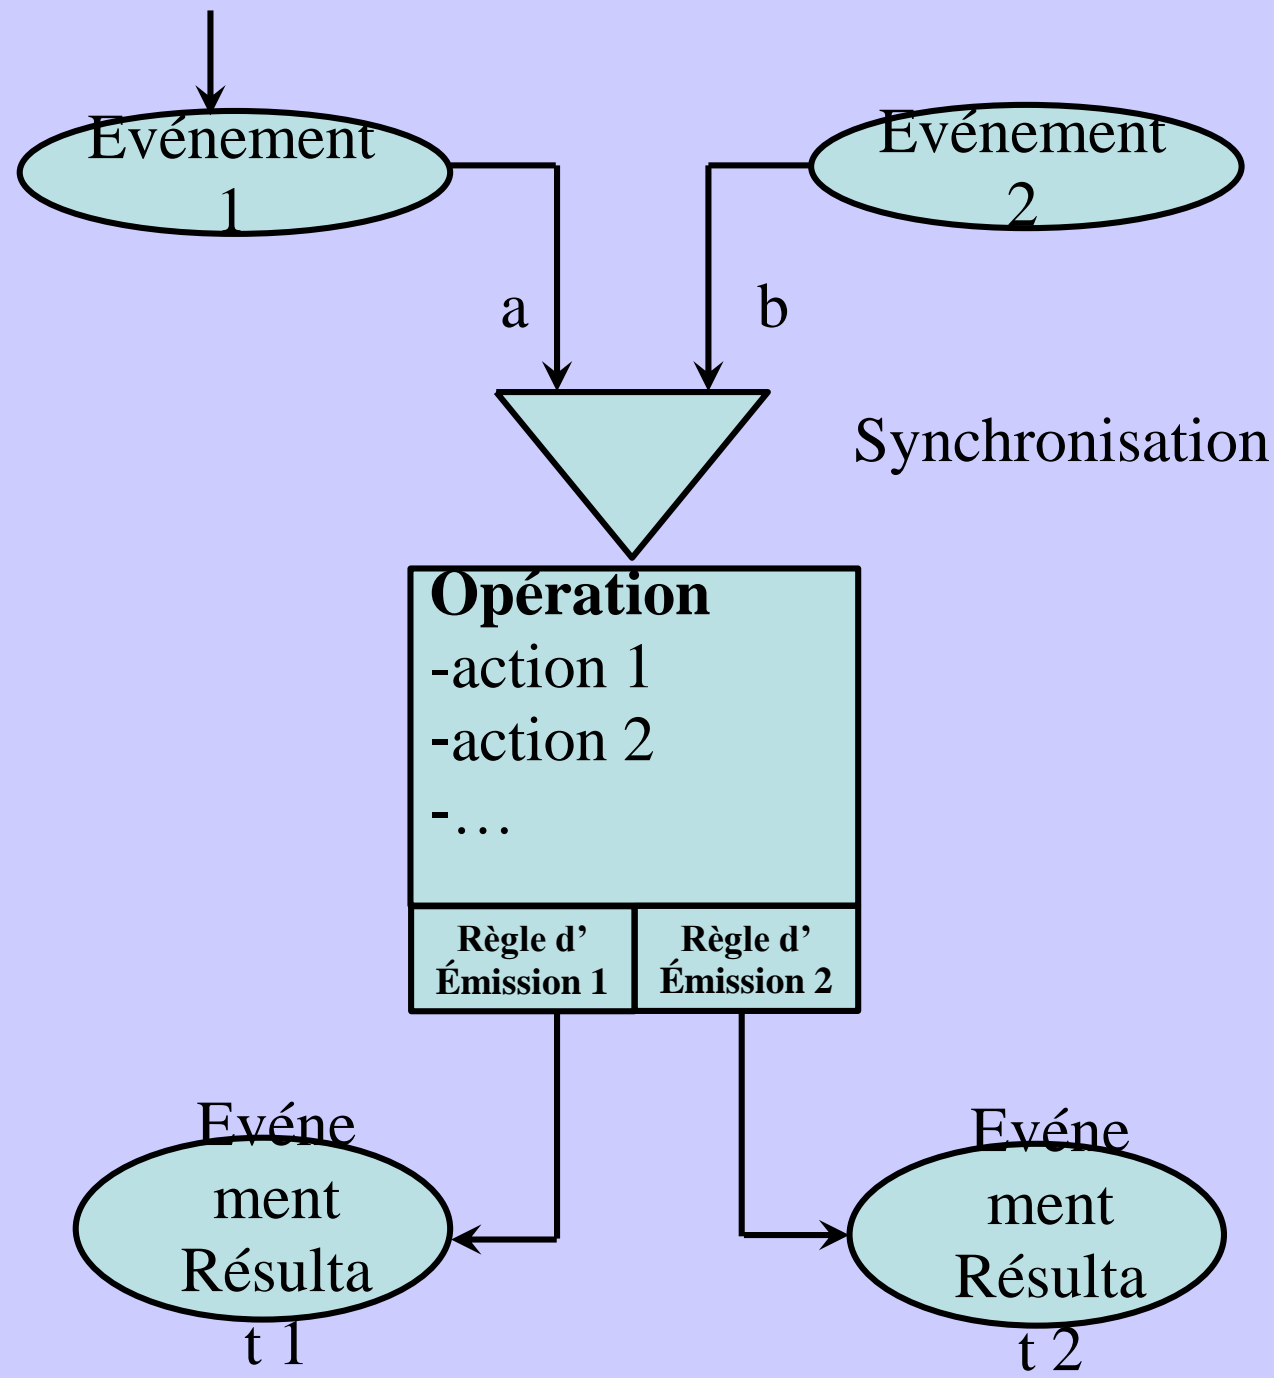 Evénement
1
Evénement
2
a
b
Synchronisation
Opération
-action 1
-action 2
-…
Règle d’
Émission 1
Règle d’
Émission 2
Evéne
ment
Résulta
t 1
Evéne
ment
Résulta
t 2